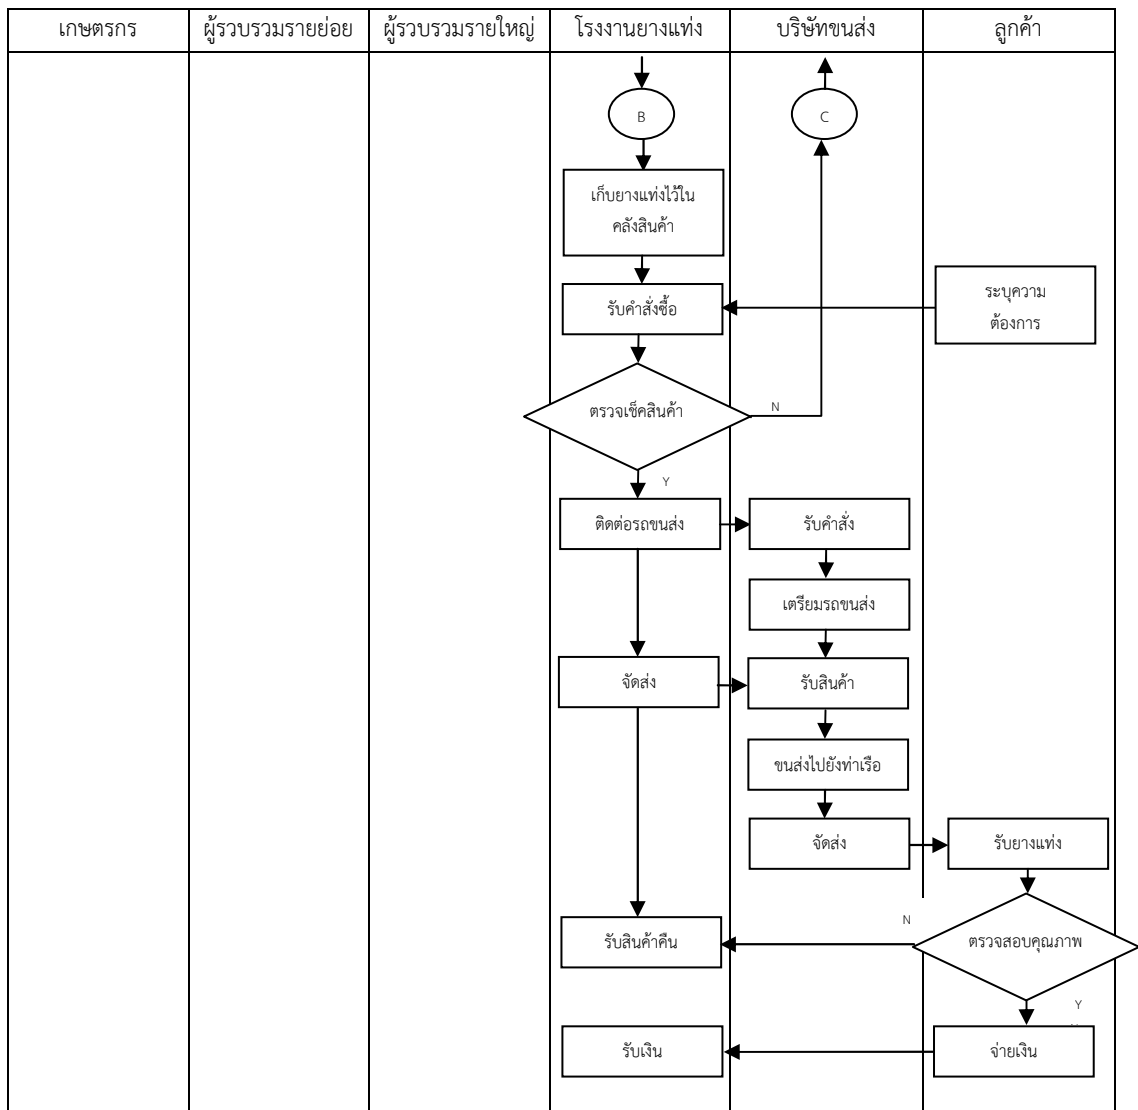 เกษตรกร
ผู้รวบรวมรายย่อย
ผู้รวบรวมรายใหญ่
โรงงานยางแท่ง
บริษัทขนส่ง
ลูกค้า
B
C
เก็บยางแท่งไว้ใน
คลังสินค้า
ระบุความ
ต้องการ
รับคำสั่งซื้อ
ตรวจเช็คสินค้า
N
Y
ติดต่อรถขนส่ง
รับคำสั่ง
เตรียมรถขนส่ง
จัดส่ง
รับสินค้า
ขนส่งไปยังท่าเรือ
จัดส่ง
รับยางแท่ง
N
รับสินค้าคืน
ตรวจสอบคุณภาพ
Y
รับเงิน
จ่ายเงิน